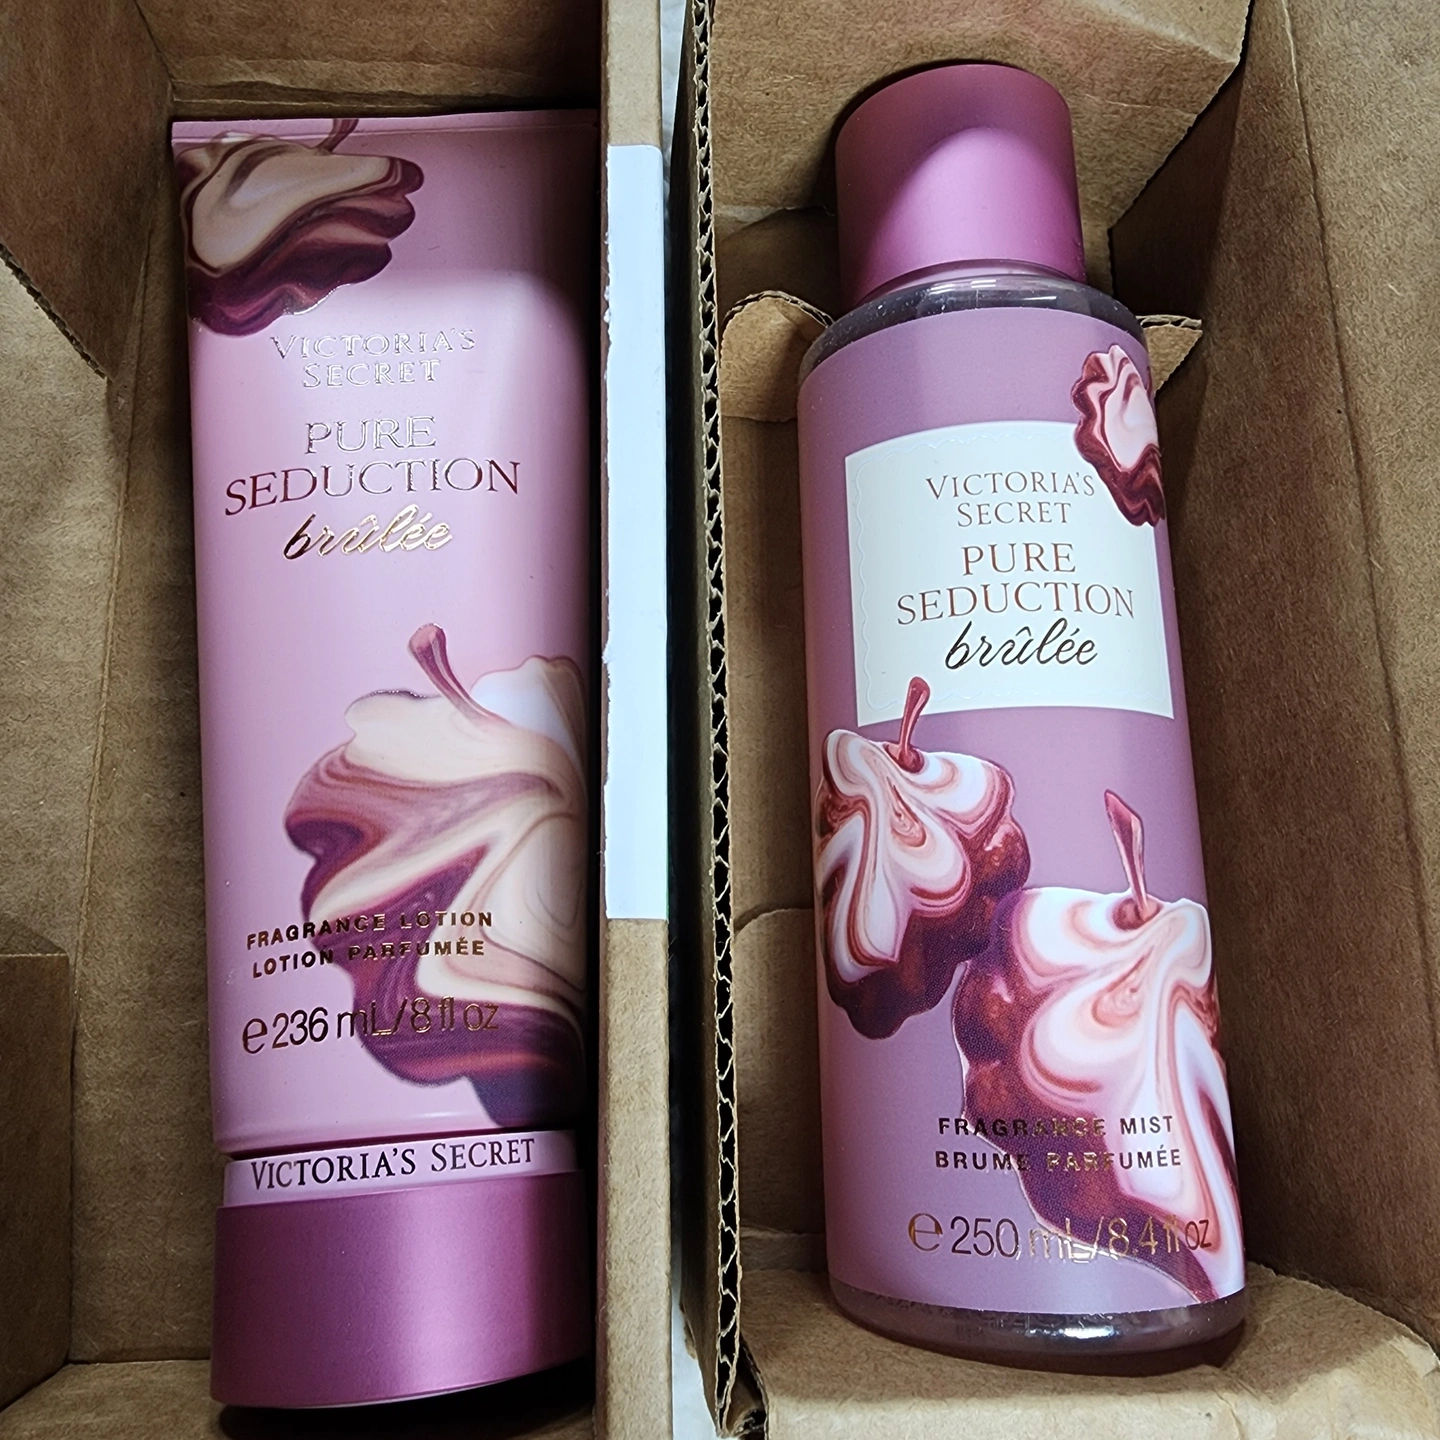 VICTORIA'S
SECRET
PURE
SEDUCTION
brûlée
FRAGRANCE LOTION
LOTION PARFUMÉE
e 236 mL/8 fl oz
VICTORIA'S SECRET
VICTORIA'S
SECRET
PURE
SEDUCTION
brûlée
FRAGRANCE MIST
BRUME PARFUMÉE
e 250 mL/8.4 fl oz